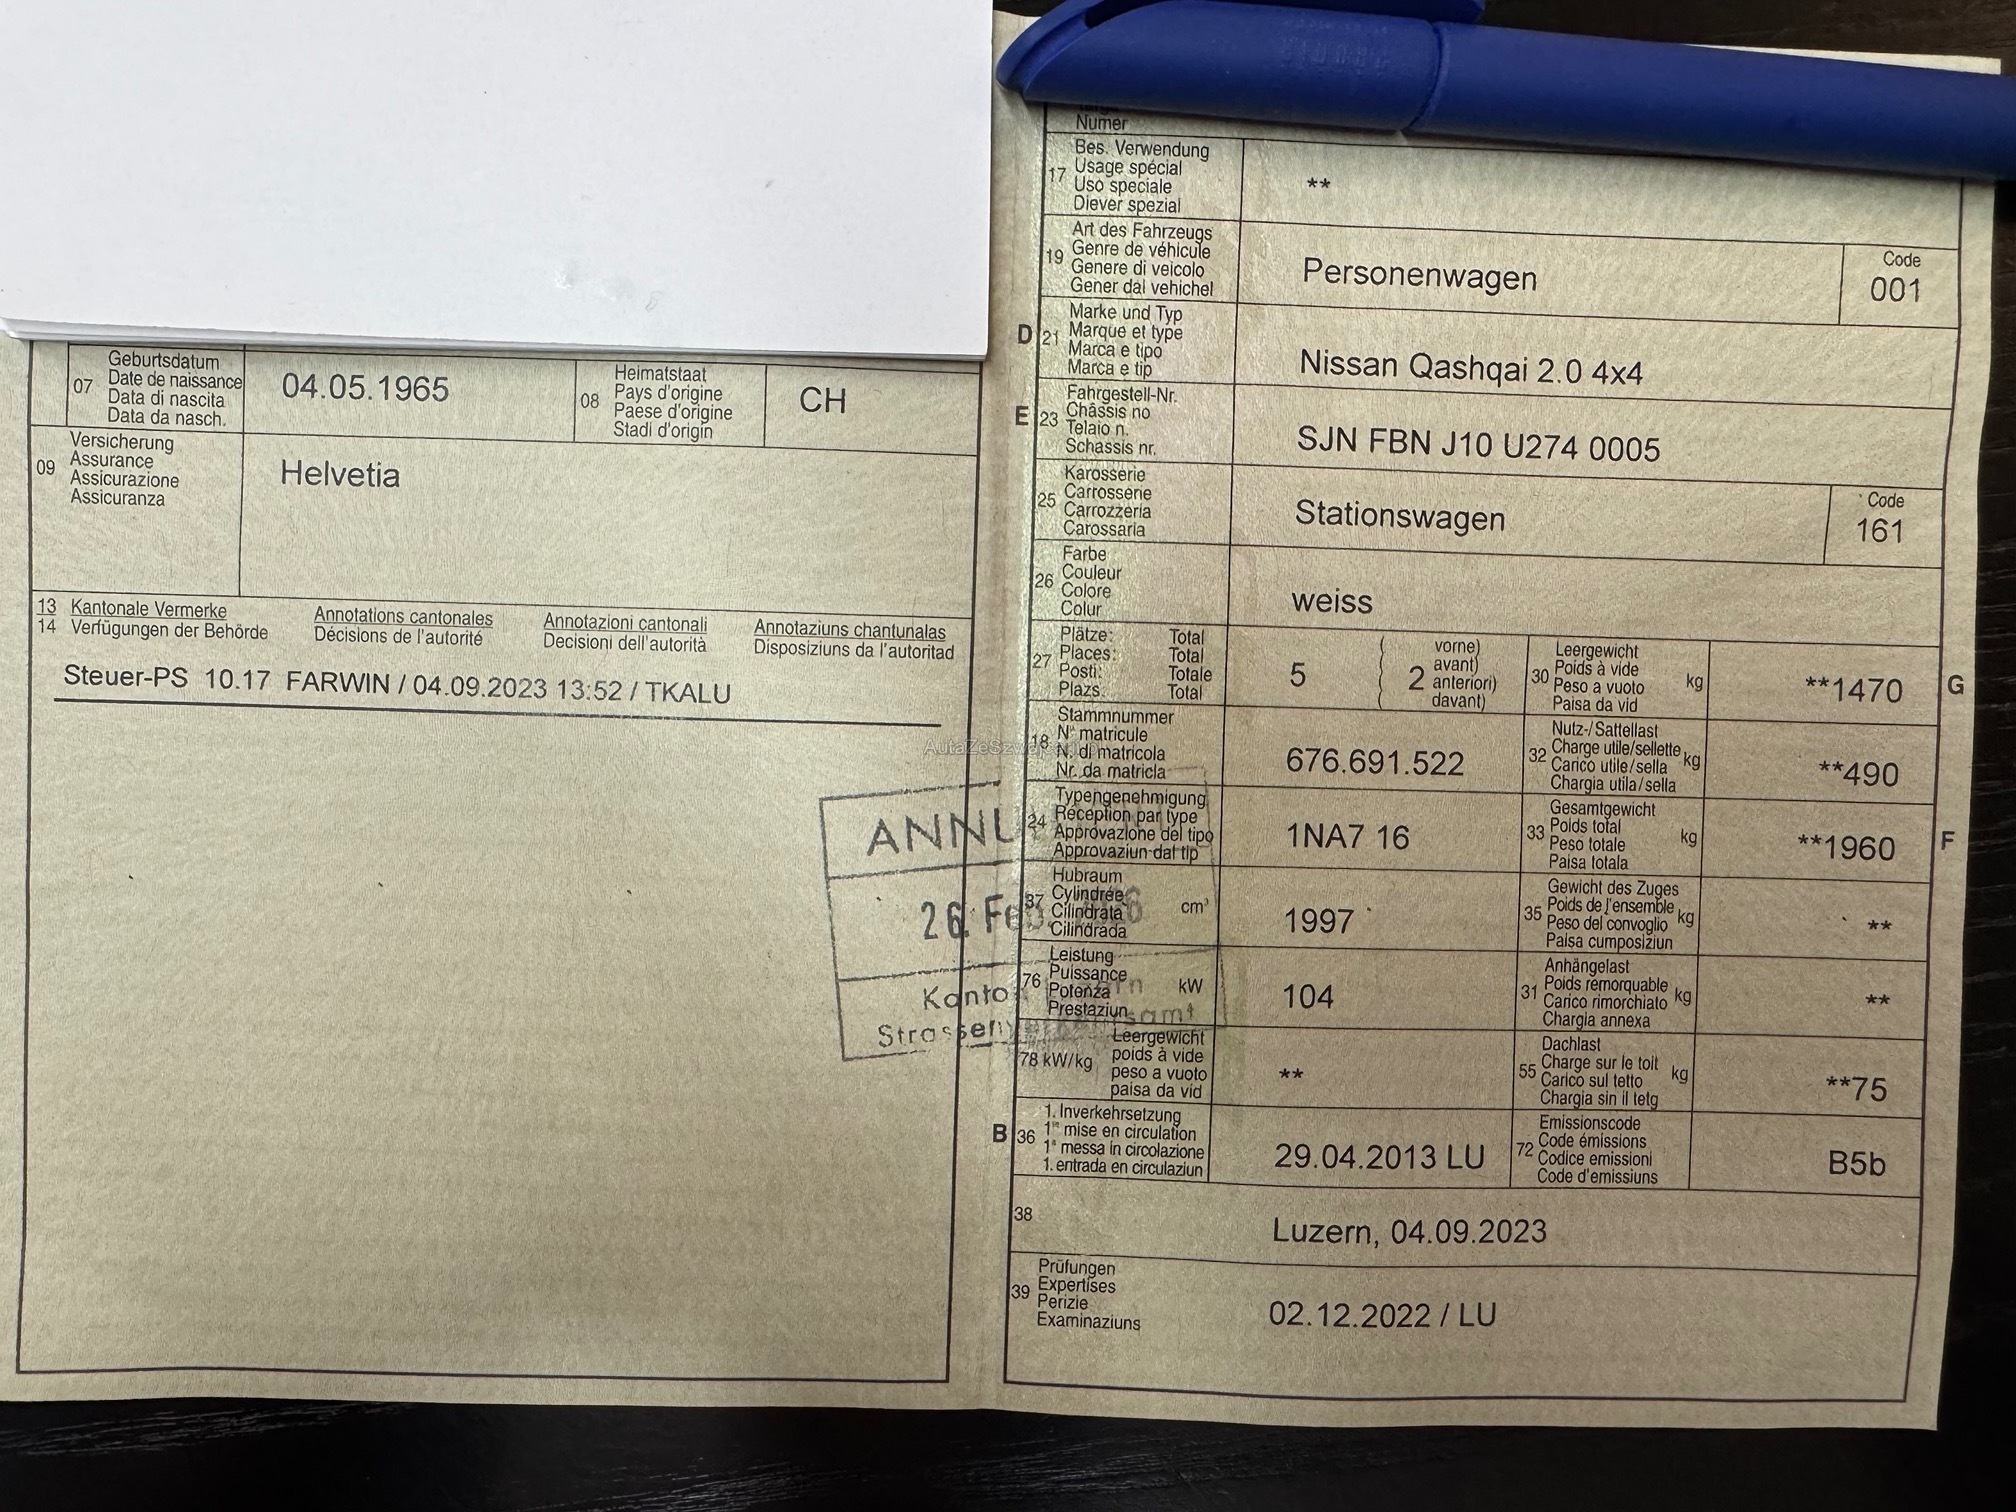 07
Geburtsdatum
Date de naissance
Data di nascita
Data da nasch.
04.05.1965
08
Heimatstaat
Pays d'origine
Paese d'origine
Stadi d'origin
CH
09
Versicherung
Assurance
Assicurazione
Assicuranza
Helvetia
13 Kantonale Vermerke Annotations cantonales Annotazioni cantonali Annotaziuns chantunalas
14 Verfügungen der Behörde Décisions de l'autorité Decisioni dell'autorità Disposiziuns da l'autoritad
Steuer-PS 10.17 FARWIN / 04.09.2023 13:52 / TKALU
26. Feb.
Numer
17
Bes. Verwendung
Usage spécial
Uso speciale
Diever spezial
**
19
Art des Fahrzeugs
Genre de véhicule
Genere di veicolo
Gener dal vehichel
Personenwagen
Code
001
D 21
Marke und Typ
Marque et type
Marca e tipo
Marca e tip
Nissan Qashqai 2.0 4x4
E 23
Fahrgestell-Nr.
Châssis no
Telaio n.
Schassis nr.
SJN FBN J10 U274 0005
25
Karosserie
Carrosserie
Carrozzeria
Carossaria
Stationswagen
Code
161
26
Farbe
Couleur
Colore
Colur
weiss
27
Plätze: Total
Places: Total
Posti: Totale
Plazs: Total
5
( 2
vorne)
avant)
anteriori)
davant)
30
Leergewicht
Poids à vide
Peso a vuoto
Paisa da vid
kg
**1470
G
18
Stammnummer
N° matricule
N. di matricola
Nr. da matricla
676.691.522
32
Nutz-/Sattellast
Charge utile/sellette
Carico utile/sella
Chargia utila/sella
kg
**490
24
Typengenehmigung
Réception par type
Approvazione del tipo
Approvaziun dal tip
1NA7 16
33
Gesamtgewicht
Poids total
Peso totale
Paisa totala
kg
**1960
F
37
Hubraum
Cylindrée
Cilindrata
Cilindrada
cm³
1997
35
Gewicht des Zuges
Poids de l'ensemble
Peso del convoglio
Paisa cumposiziun
kg
**
76
Leistung
Puissance
Potenza
Prestaziun
kW
104
31
Anhängelast
Poids remorquable
Carico rimorchiato
Chargia annexa
kg
**
78 kW/kg
Leergewicht
poids à vide
peso a vuoto
paisa da vid
**
55
Dachlast
Charge sur le toit
Carico sul tetto
Chargia sin il tetg
kg
**75
B 36
1. Inverkehrsetzung
1re mise en circulation
1a messa in circolazione
1. entrada en circulaziun
29.04.2013 LU
72
Emissionscode
Code émissions
Codice emissioni
Code d'emissiuns
B5b
38
Luzern, 04.09.2023
39
Prüfungen
Expertises
Perizie
Examinaziuns
02.12.2022 / LU